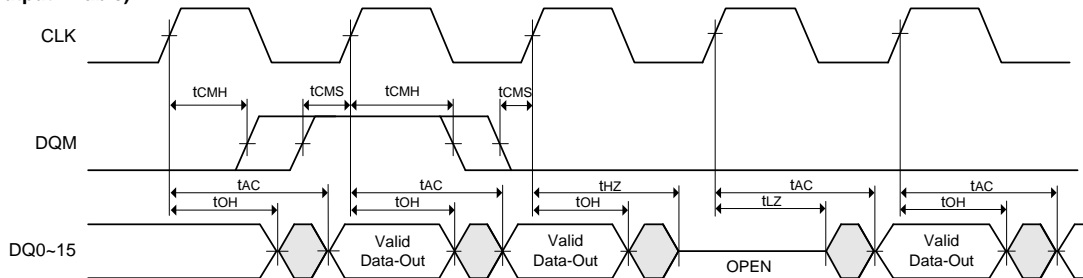 CLK
tCMH tCMS tCMH tCMS
DQM
tAC tAC tHZ tAC tAC
tOH tOH tOH tLZ tOH
DQ0~15 Valid Data-Out Valid Data-Out OPEN Valid Data-Out